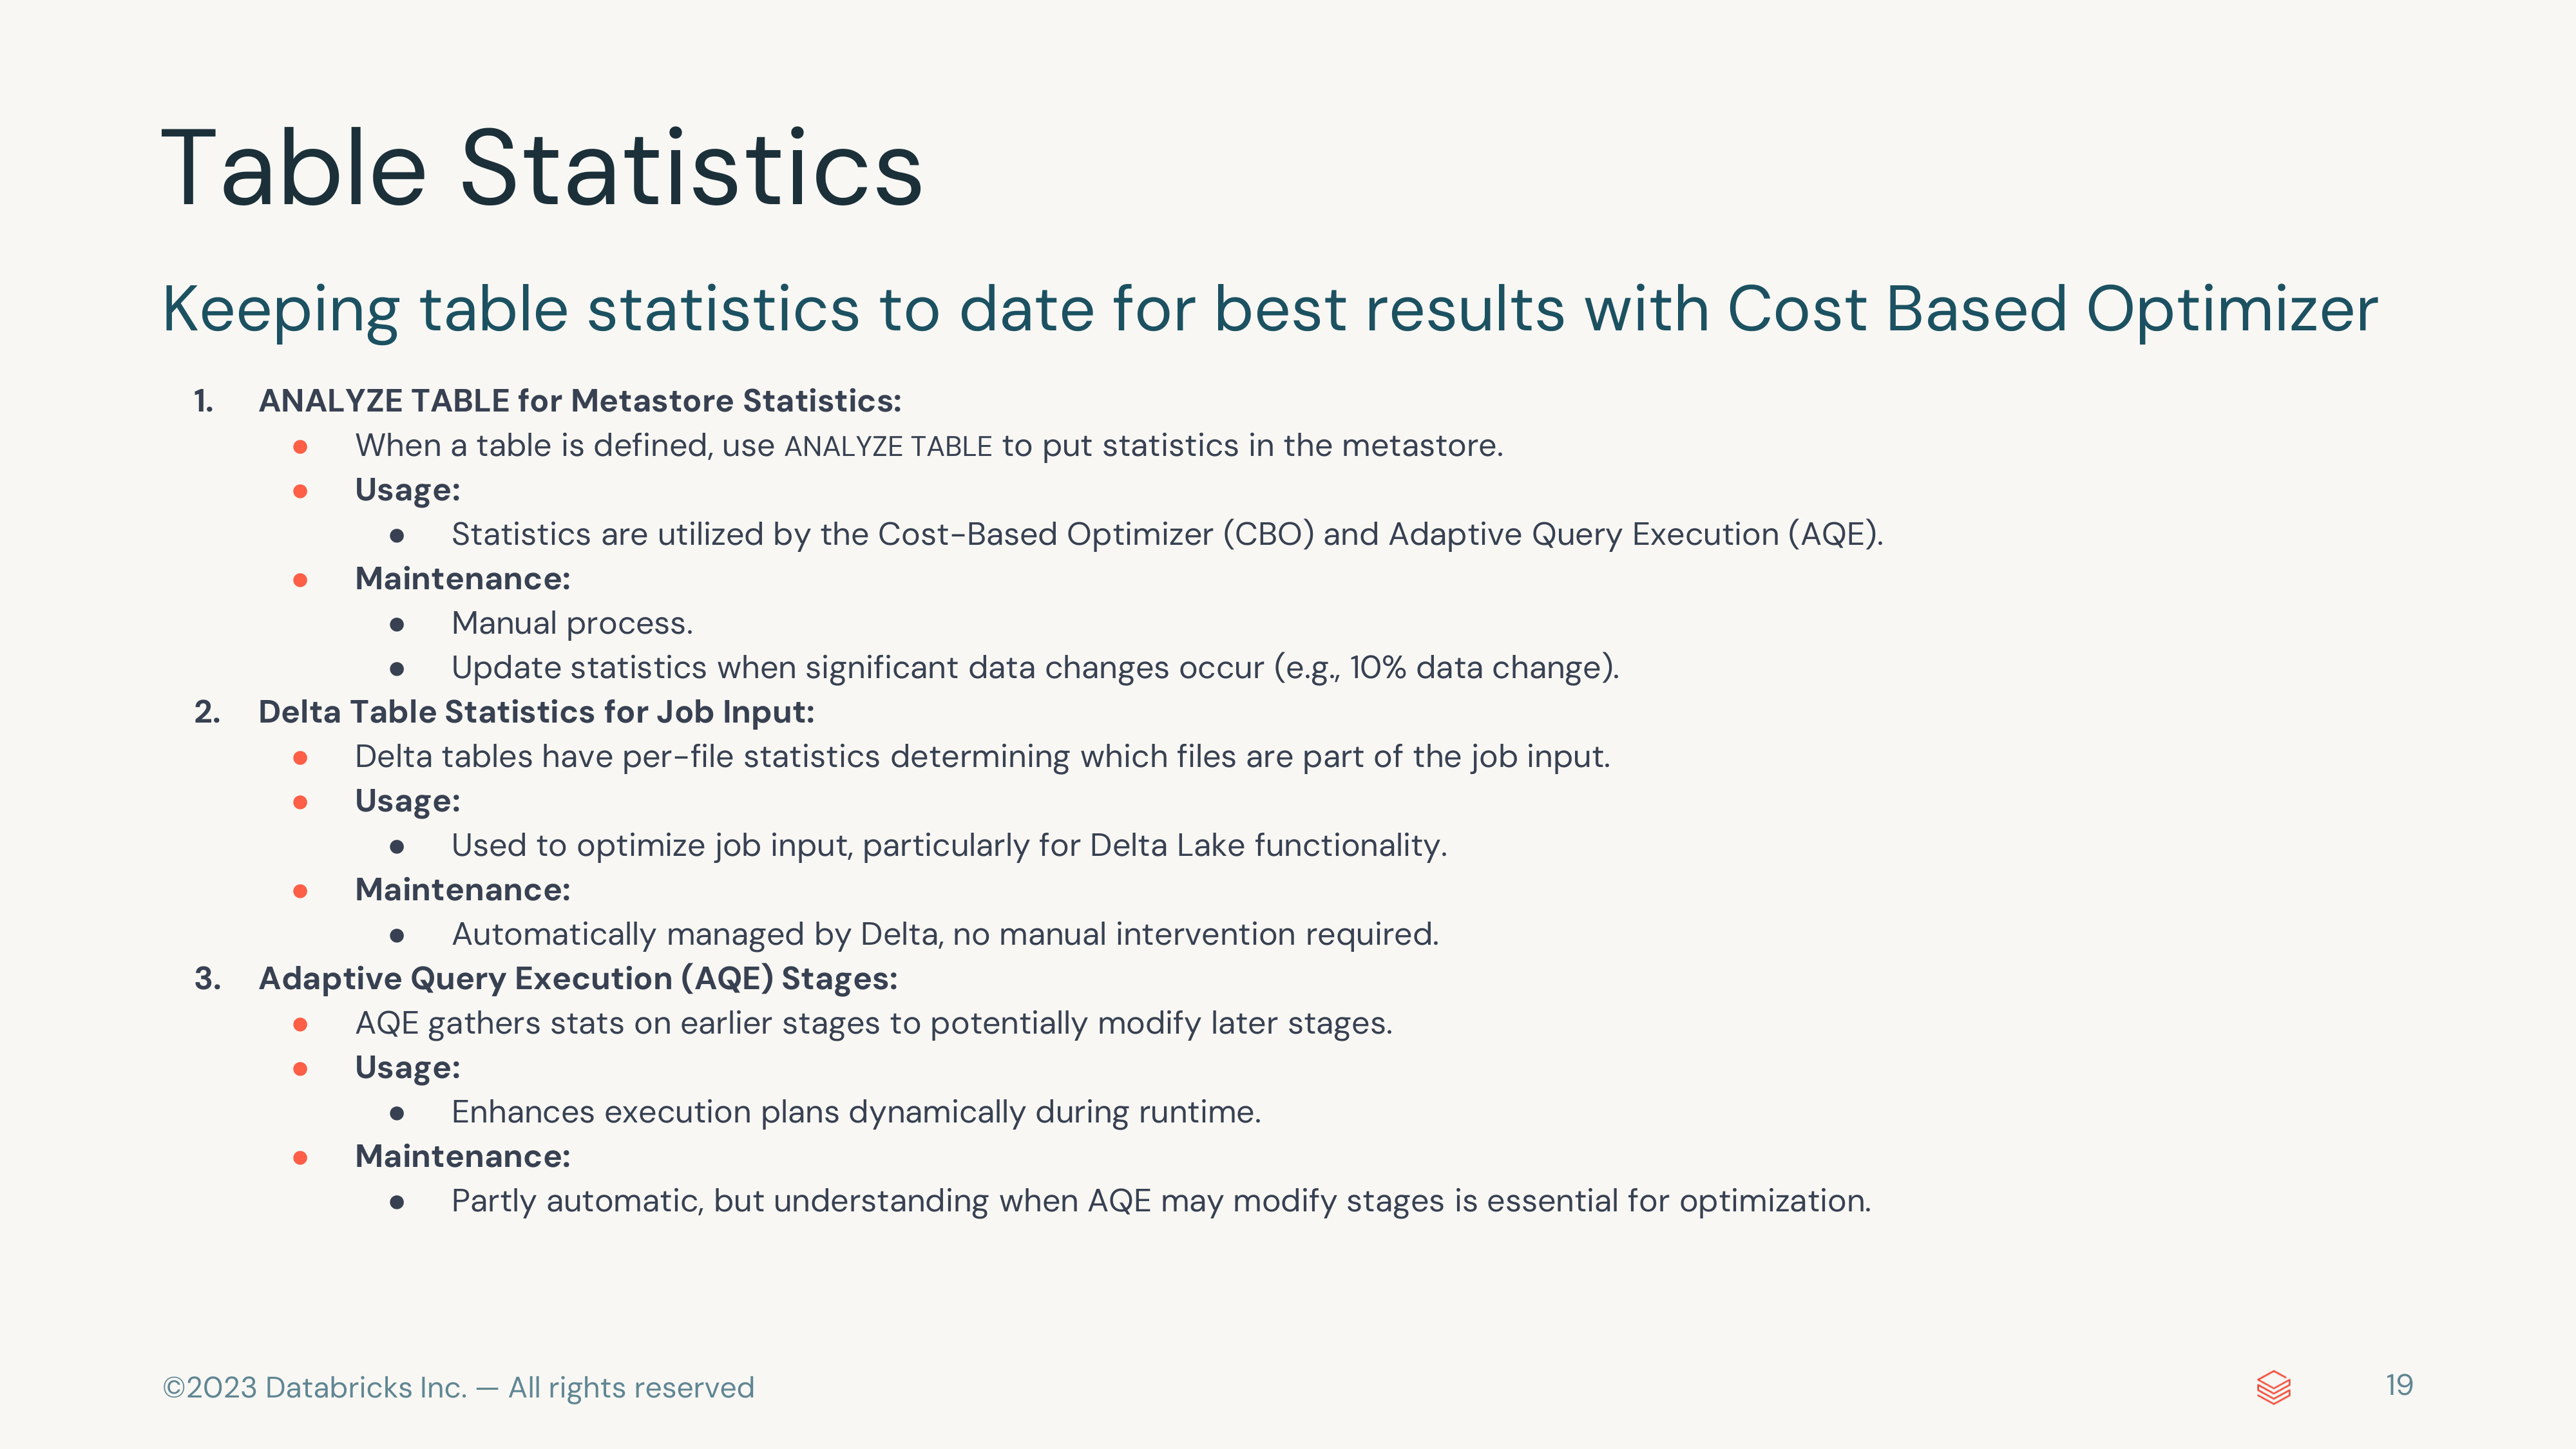 Table Statistics
Keeping table statistics to date for best results with Cost Based Optimizer
1. ANALYZE TABLE for Metastore Statistics:
● When a table is defined, use ANALYZE TABLE to put statistics in the metastore.
● Usage:
● Statistics are utilized by the Cost-Based Optimizer (CBO) and Adaptive Query Execution (AQE).
● Maintenance:
● Manual process.
● Update statistics when significant data changes occur (e.g., 10% data change).
2. Delta Table Statistics for Job Input:
● Delta tables have per-file statistics determining which files are part of the job input.
● Usage:
● Used to optimize job input, particularly for Delta Lake functionality.
● Maintenance:
● Automatically managed by Delta, no manual intervention required.
3. Adaptive Query Execution (AQE) Stages:
● AQE gathers stats on earlier stages to potentially modify later stages.
● Usage:
● Enhances execution plans dynamically during runtime.
● Maintenance:
● Partly automatic, but understanding when AQE may modify stages is essential for optimization.
©2023 Databricks Inc. — All rights reserved
19